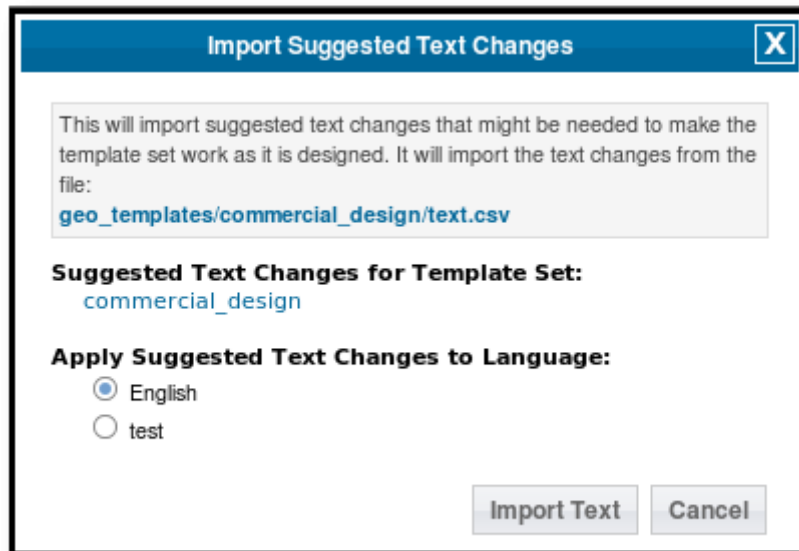 Import Suggested Text Changes X
This will import suggested text changes that might be needed to make the
template set work as it is designed. It will import the text changes from the
file:
geo_templates/commercial_design/text.csv
Suggested Text Changes for Template Set:
commercial_design
Apply Suggested Text Changes to Language:
English
test
Import Text Cancel